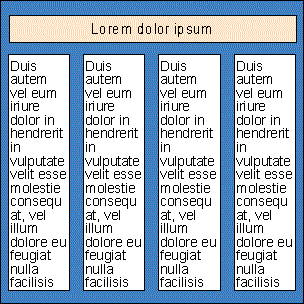 Lorem dolor ipsum
Duis
autem
vel eum
iriure
dolor in
hendrerit
in
vulputate
velit esse
molestie
consequ
at, vel
illum
dolore eu
feugiat
nulla
facilisis
Duis
autem
vel eum
iriure
dolor in
hendrerit
in
vulputate
velit esse
molestie
consequ
at, vel
illum
dolore eu
feugiat
nulla
facilisis
Duis
autem
vel eum
iriure
dolor in
hendrerit
in
vulputate
velit esse
molestie
consequ
at, vel
illum
dolore eu
feugiat
nulla
facilisis
Duis
autem
vel eum
iriure
dolor in
hendrerit
in
vulputate
velit esse
molestie
consequ
at, vel
illum
dolore eu
feugiat
nulla
facilisis